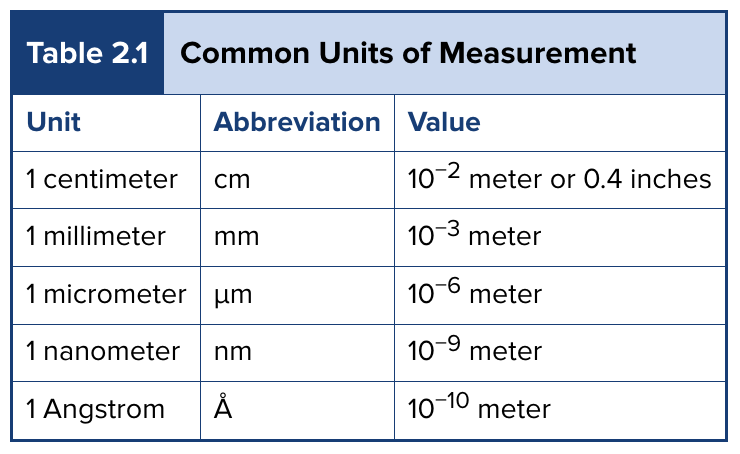 Table 2.1 Common Units of Measurement
Unit Abbreviation Value
1 centimeter cm 10⁻² meter or 0.4 inches
1 millimeter mm 10⁻³ meter
1 micrometer μm 10⁻⁶ meter
1 nanometer nm 10⁻⁹ meter
1 Angstrom Å 10⁻¹⁰ meter